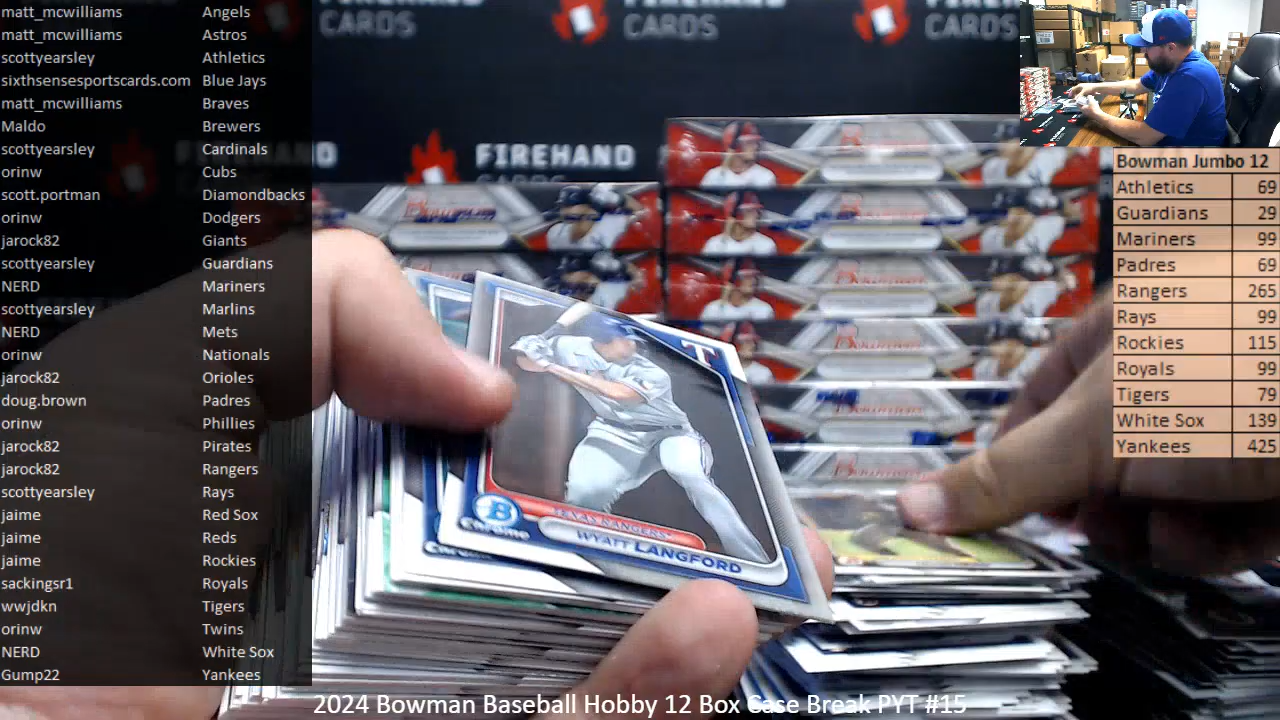 matt_mcwilliams Angels
matt_mcwilliams Astros
scottyearsley Athletics
sixthsensesportscards.com Blue Jays
matt_mcwilliams Braves
Maldo Brewers
scottyearsley Cardinals
orinw Cubs
scott.portman Diamondbacks
orinw Dodgers
jarock82 Giants
scottyearsley Guardians
NERD Mariners
scottyearsley Marlins
NERD Mets
orinw Nationals
jarock82 Orioles
doug.brown Padres
orinw Phillies
jarock82 Pirates
jarock82 Rangers
scottyearsley Rays
jaime Red Sox
jaime Reds
jaime Rockies
sackingsr1 Royals
wwjdkn Tigers
orinw Twins
NERD White Sox
Gump22 Yankees
CARDS
FIREHAND
CARDS
CARDS
FIREHAND
CARDS
T
B
Chrome
TEXAS RANGERS
WYATT LANGFORD
Bowman Jumbo 12
Athletics 69
Guardians 29
Mariners 99
Padres 69
Rangers 265
Rays 99
Rockies 115
Royals 99
Tigers 79
White Sox 139
Yankees 425
2024 Bowman Baseball Hobby 12 Box Case Break PYT #15